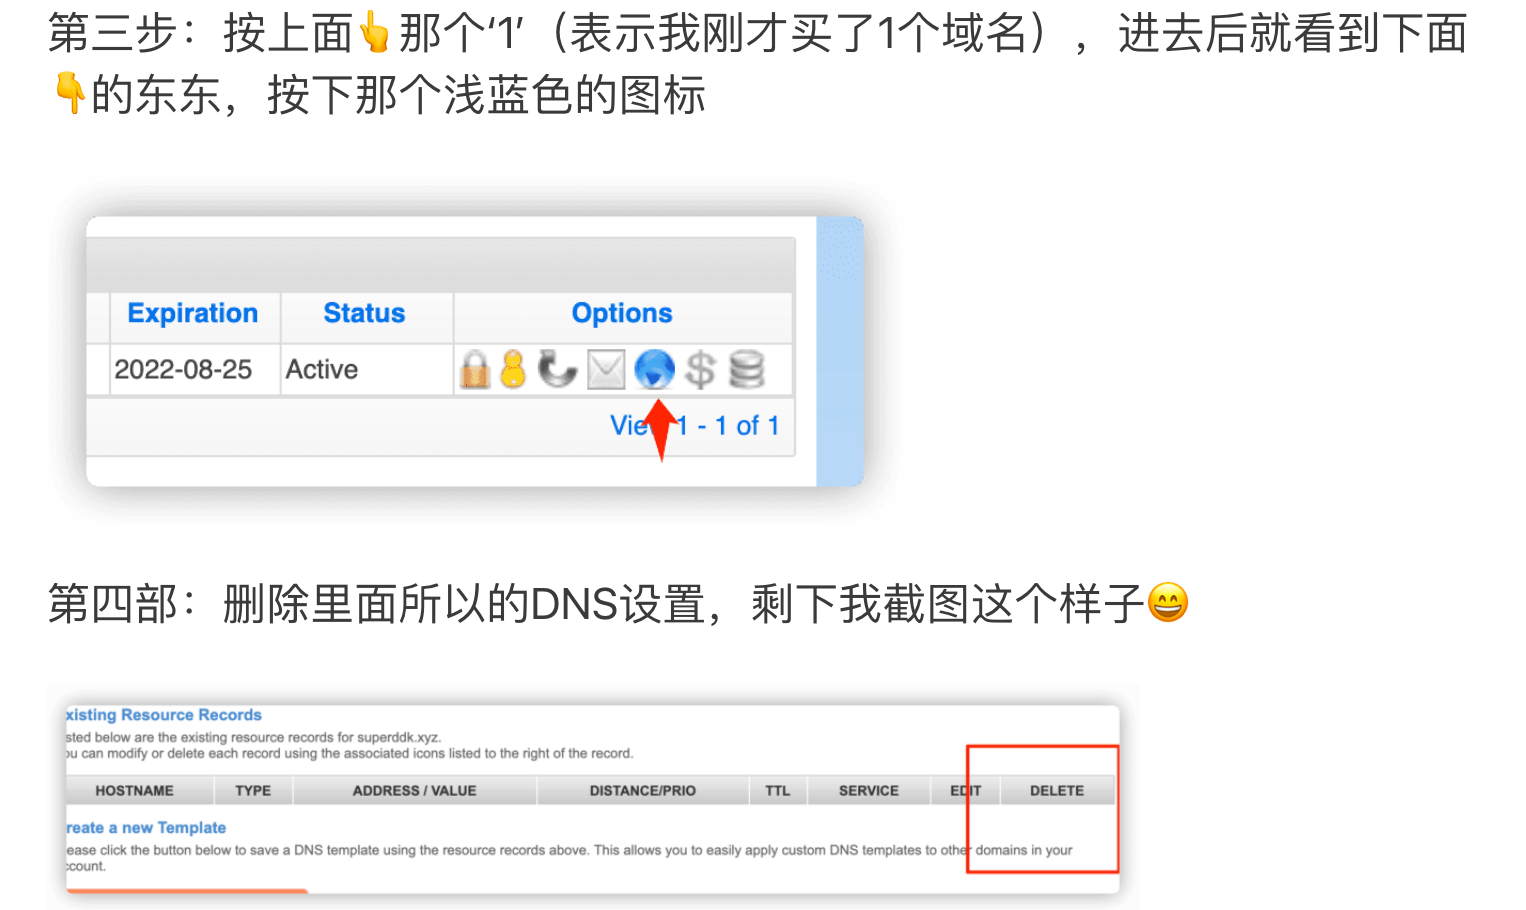 第三步：按上面👆那个‘1’（表示我刚才买了1个域名），进去后就看到下面
👇的东东，按下那个浅蓝色的图标
Expiration Status Options
2022-08-25 Active
1 - 1 of 1
第四部：删除里面所以的DNS设置，剩下我截图这个样子😄
xisting Resource Records
sted below are the existing resource records for superddk.xyz.
ou can modify or delete each record using the associated icons listed to the right of the record.
HOSTNAME TYPE ADDRESS / VALUE DISTANCE/PRIO TTL SERVICE EDIT DELETE
reate a new Template
ease click the button below to save a DNS template using the resource records above. This allows you to easily apply custom DNS templates to other domains in your
ccount.